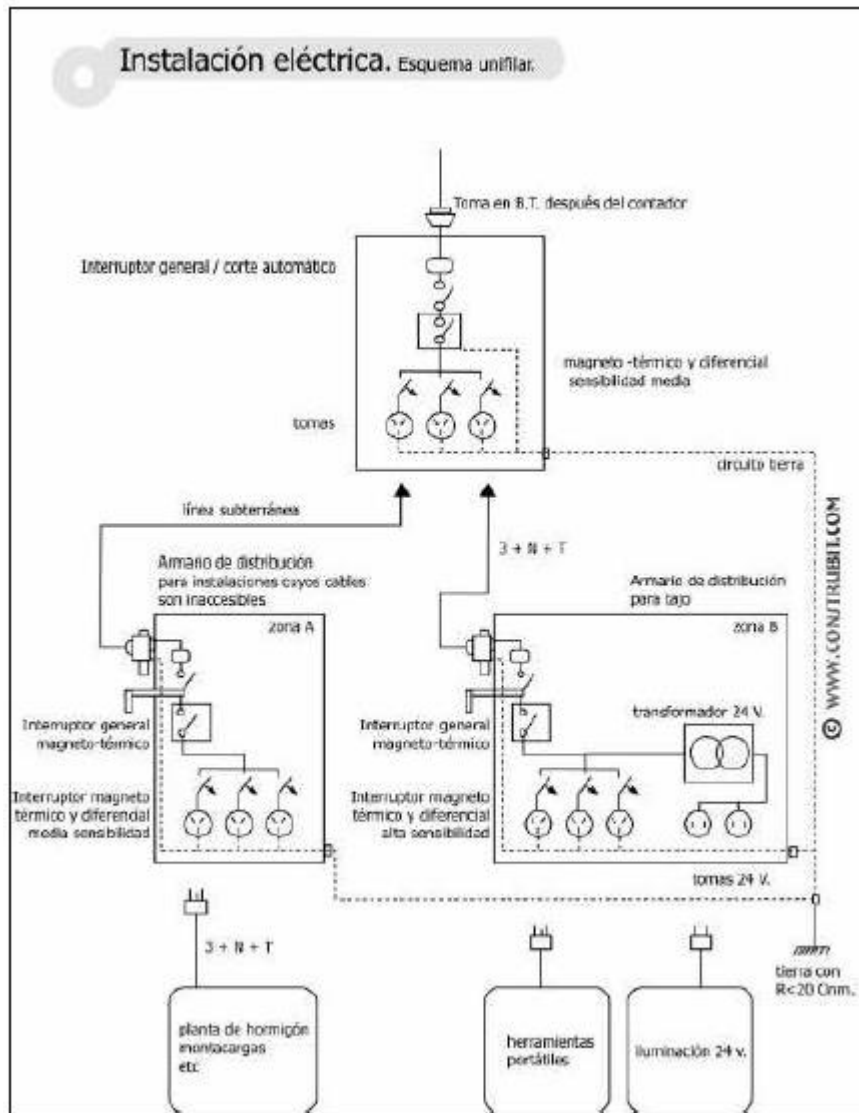 Instalación eléctrica. Esquema unifilar.
Toma en B.T. después del contador
Interruptor general / corte automático
magneto -térmico y diferencial
sensibilidad media
tomas
circuito tierra
línea subterránea
3 + N + T
Armario de distribución
para instalaciones cuyos cables
son inaccesibles
zona A
Armario de distribución
para tajo
zona B
Interruptor general
magneto-térmico
Interruptor general
magneto-térmico
transformador 24 V.
Interruptor magneto
térmico y diferencial
media sensibilidad
Interruptor magneto
térmico y diferencial
alta sensibilidad
tomas 24 V.
© WWW.CONSTRUBIT.COM
3 + N + T
tierra con
R<20 Ohm.
planta de hormigón
montacargas
etc
herramientas
portátiles
iluminación 24 v.